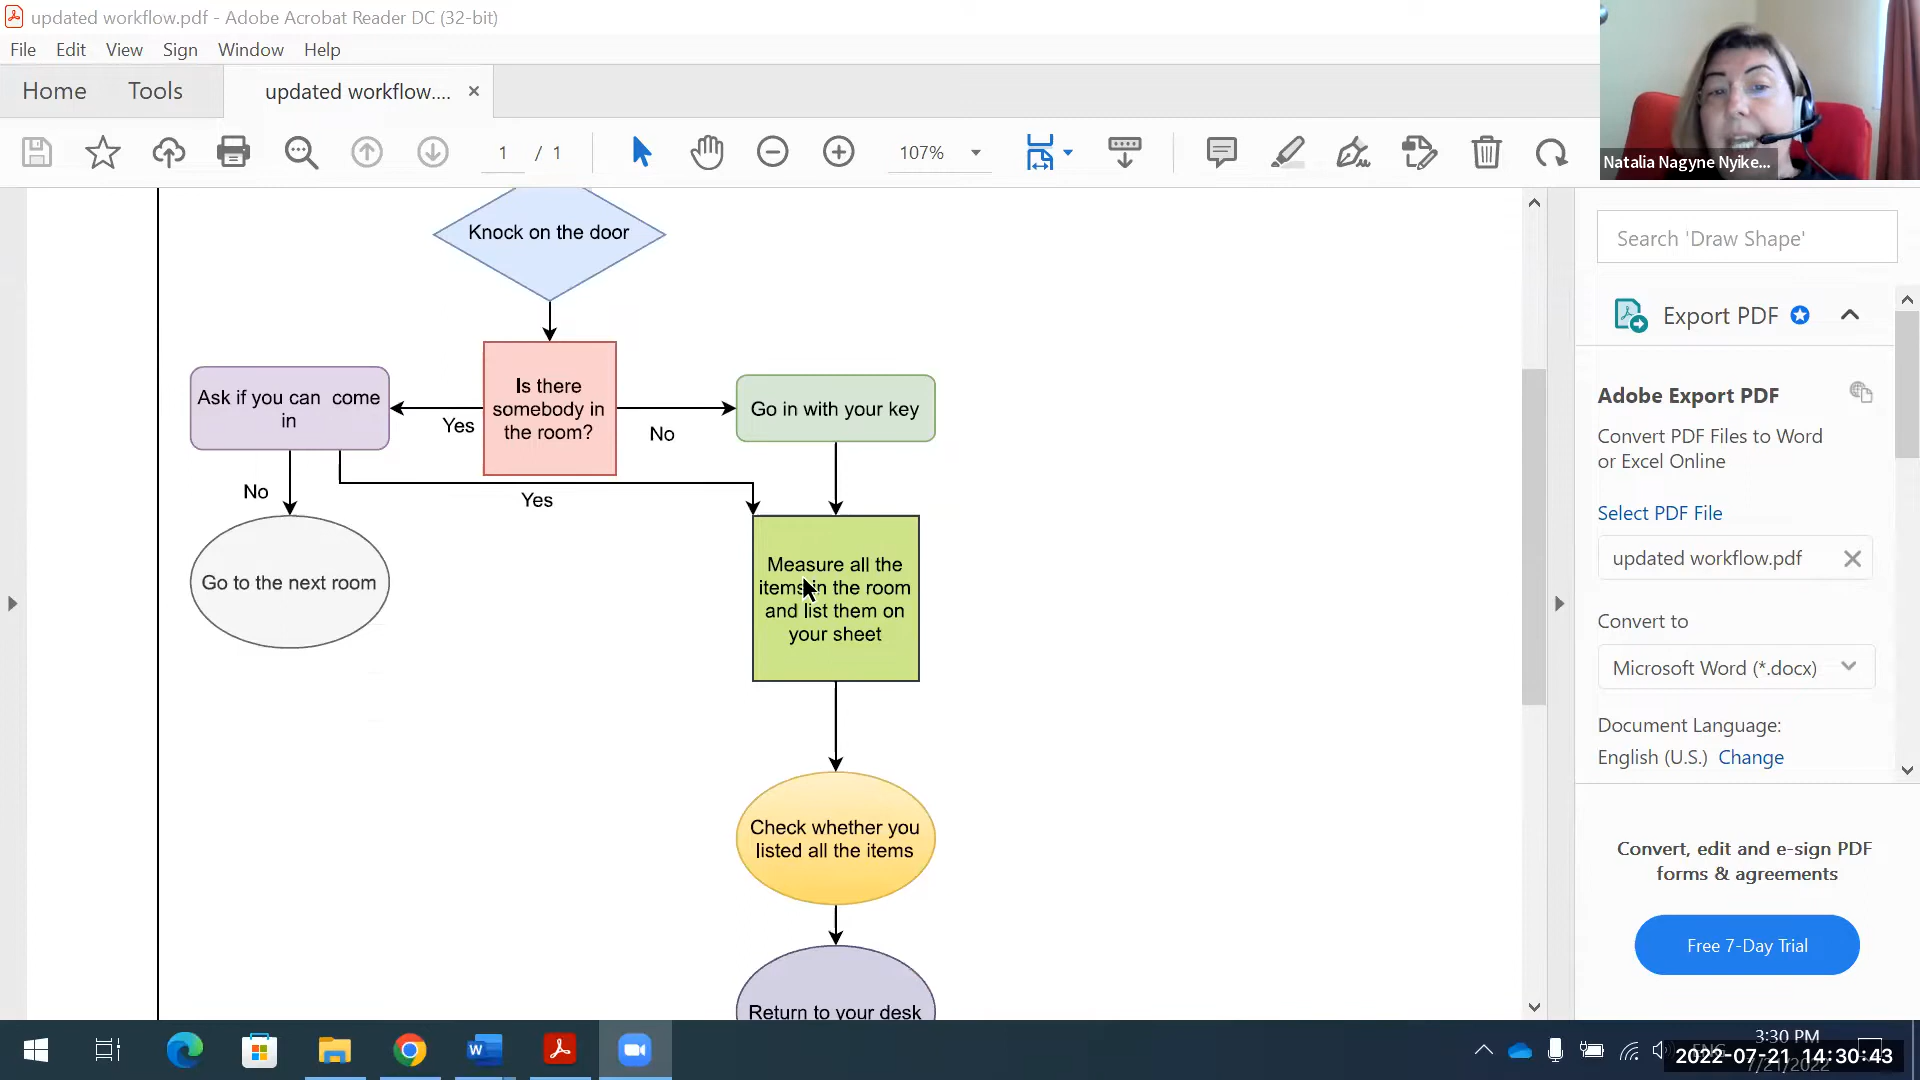 updated workflow.pdf - Adobe Acrobat Reader DC (32-bit)
File Edit View Sign Window Help
Home Tools updated workflow....
1 / 1 107%
Natalia Nagyne Nyike...
Search 'Draw Shape'
Export PDF
Adobe Export PDF
Convert PDF Files to Word
or Excel Online
Select PDF File
updated workflow.pdf
Convert to
Microsoft Word (*.docx)
Document Language:
English (U.S.) Change
Convert, edit and e-sign PDF
forms & agreements
Free 7-Day Trial
Knock on the door
Is there
somebody in
the room?
Yes
No
Ask if you can come
in
Go in with your key
No
Yes
Go to the next room
Measure all the
items in the room
and list them on
your sheet
Check whether you
listed all the items
Return to your desk
3:30 PM
ENG
7/21/2022
2022-07-21 14:30:43